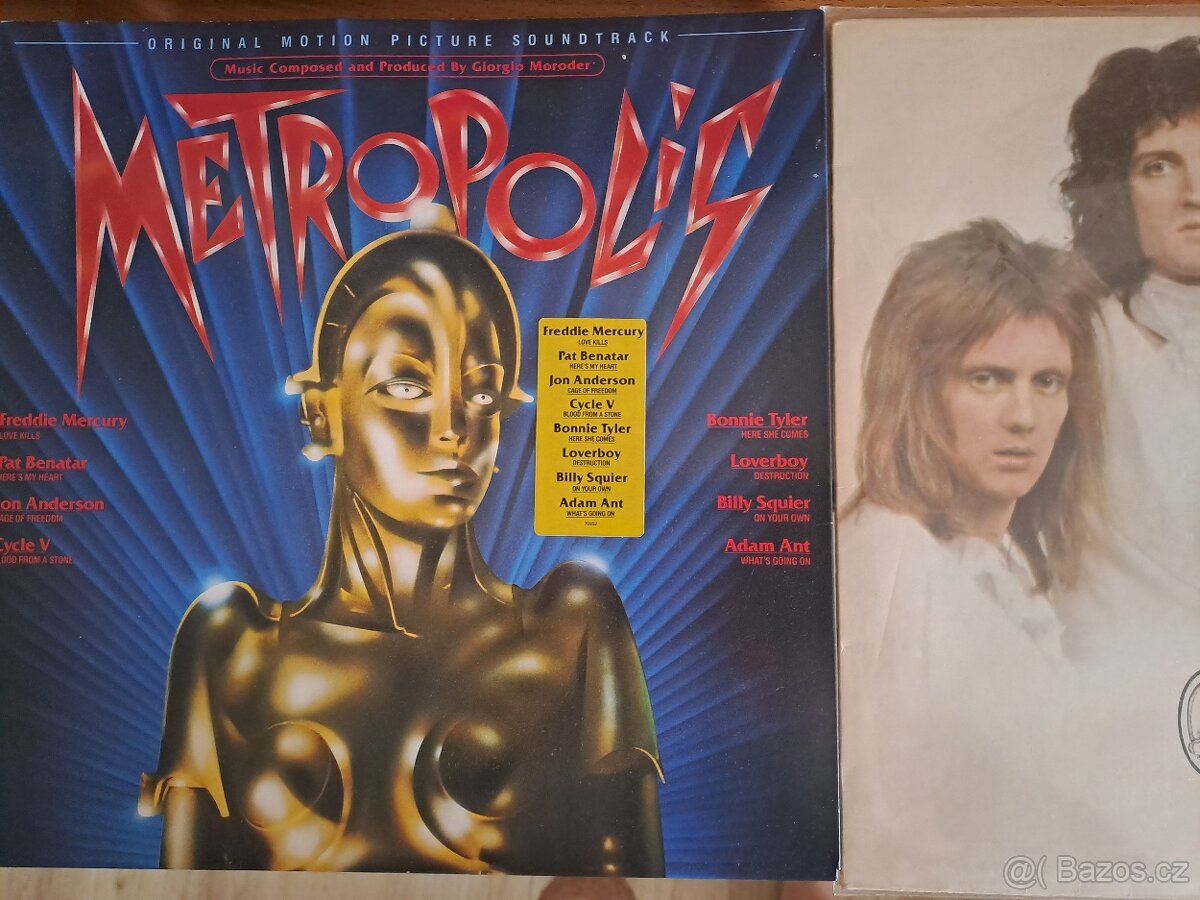 ORIGINAL MOTION PICTURE SOUNDTRACK
Music Composed and Produced By Giorgio Moroder
METROPOLIS
Freddie Mercury
LOVE KILLS
Pat Benatar
HERE'S MY HEART
Jon Anderson
CAGE OF FREEDOM
Cycle V
BLOOD FROM A STONE
Bonnie Tyler
HERE SHE COMES
Loverboy
DESTRUCTION
Billy Squier
ON YOUR OWN
Adam Ant
WHAT'S GOING ON
Freddie Mercury
LOVE KILLS
Pat Benatar
HERE'S MY HEART
Jon Anderson
CAGE OF FREEDOM
Cycle V
LOOD FROM A STONE
Bonnie Tyler
HERE SHE COMES
Loverboy
DESTRUCTION
Billy Squier
ON YOUR OWN
Adam Ant
WHAT'S GOING ON
@( Bazos.cz